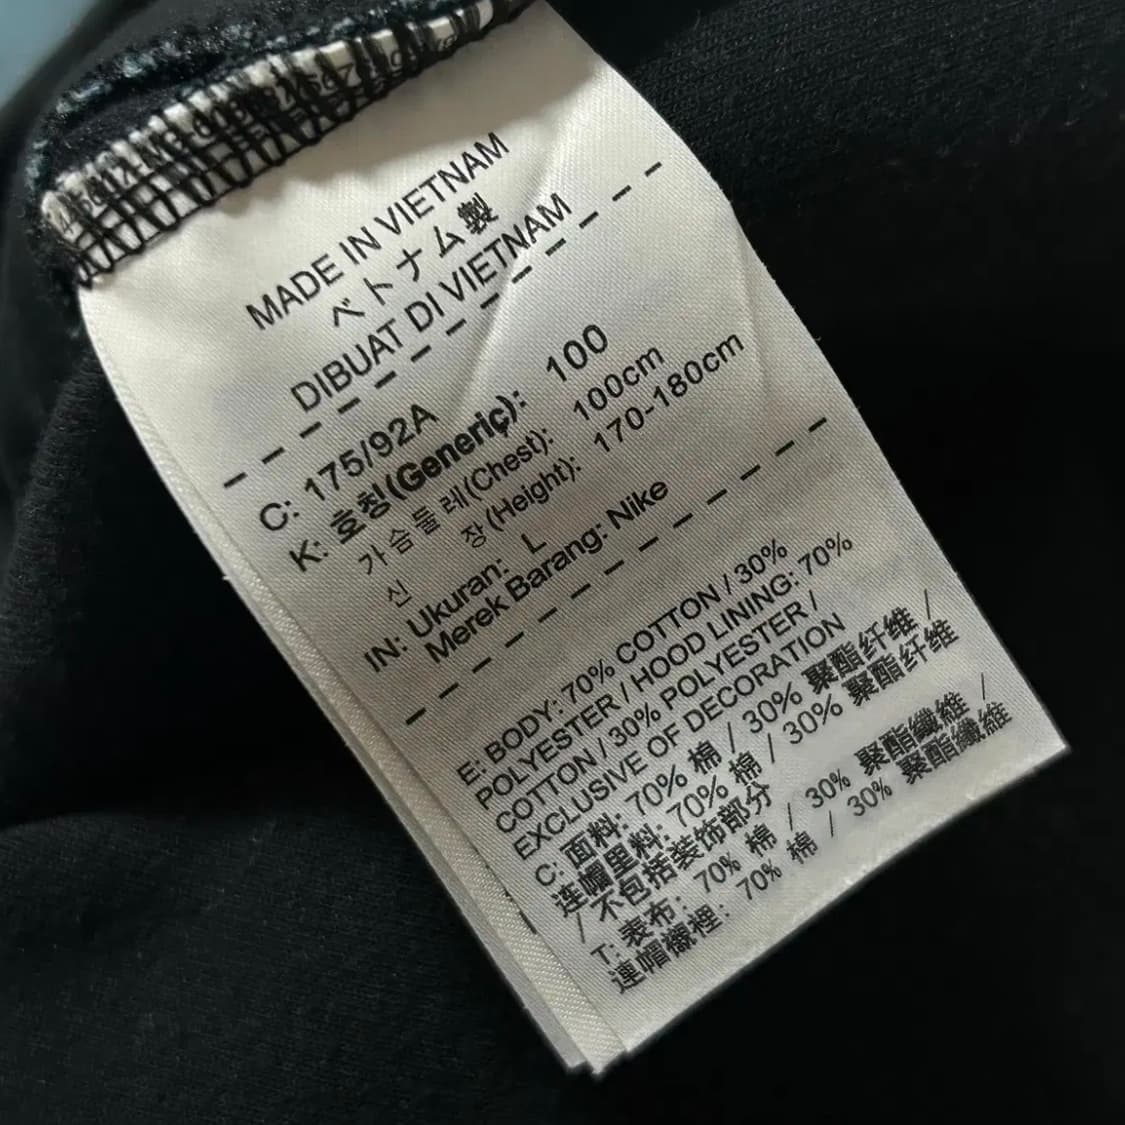 MADE IN VIETNAM
ベトナム製
DIBUAT DI VIETNAM
C: 175/92A
K: 호칭(Generic): 100
가슴둘레(Chest): 100cm
신 장(Height): 170-180cm
IN: Ukuran: L
Merek Barang: Nike
E: BODY: 70% COTTON / 30%
POLYESTER / HOOD LINING: 70%
COTTON / 30% POLYESTER /
EXCLUSIVE OF DECORATION
C: 面料: 70% 棉 / 30% 聚酯纤维 /
连帽里料: 70% 棉 / 30% 聚酯纤维
/ 不包括装饰部分
T: 表布: 70% 棉 / 30% 聚酯纖維 /
連帽襯裡: 70% 棉 / 30% 聚酯纖維